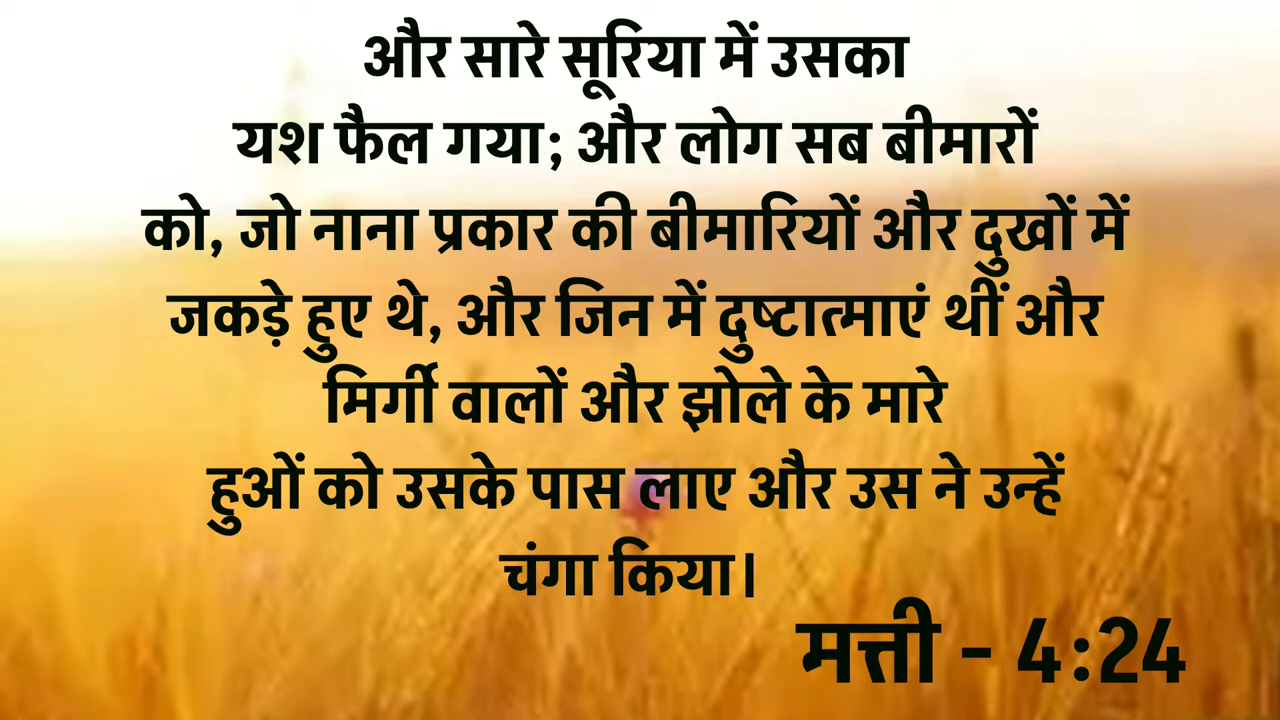 और सारे सूरिया में उसका
यश फैल गया; और लोग सब बीमारों
को, जो नाना प्रकार की बीमारियों और दुखों में
जकड़े हुए थे, और जिन में दुष्टात्माएं थीं और
मिर्गी वालों और झोले के मारे
हुओं को उसके पास लाए और उस ने उन्हें
चंगा किया।
मत्ती - 4:24